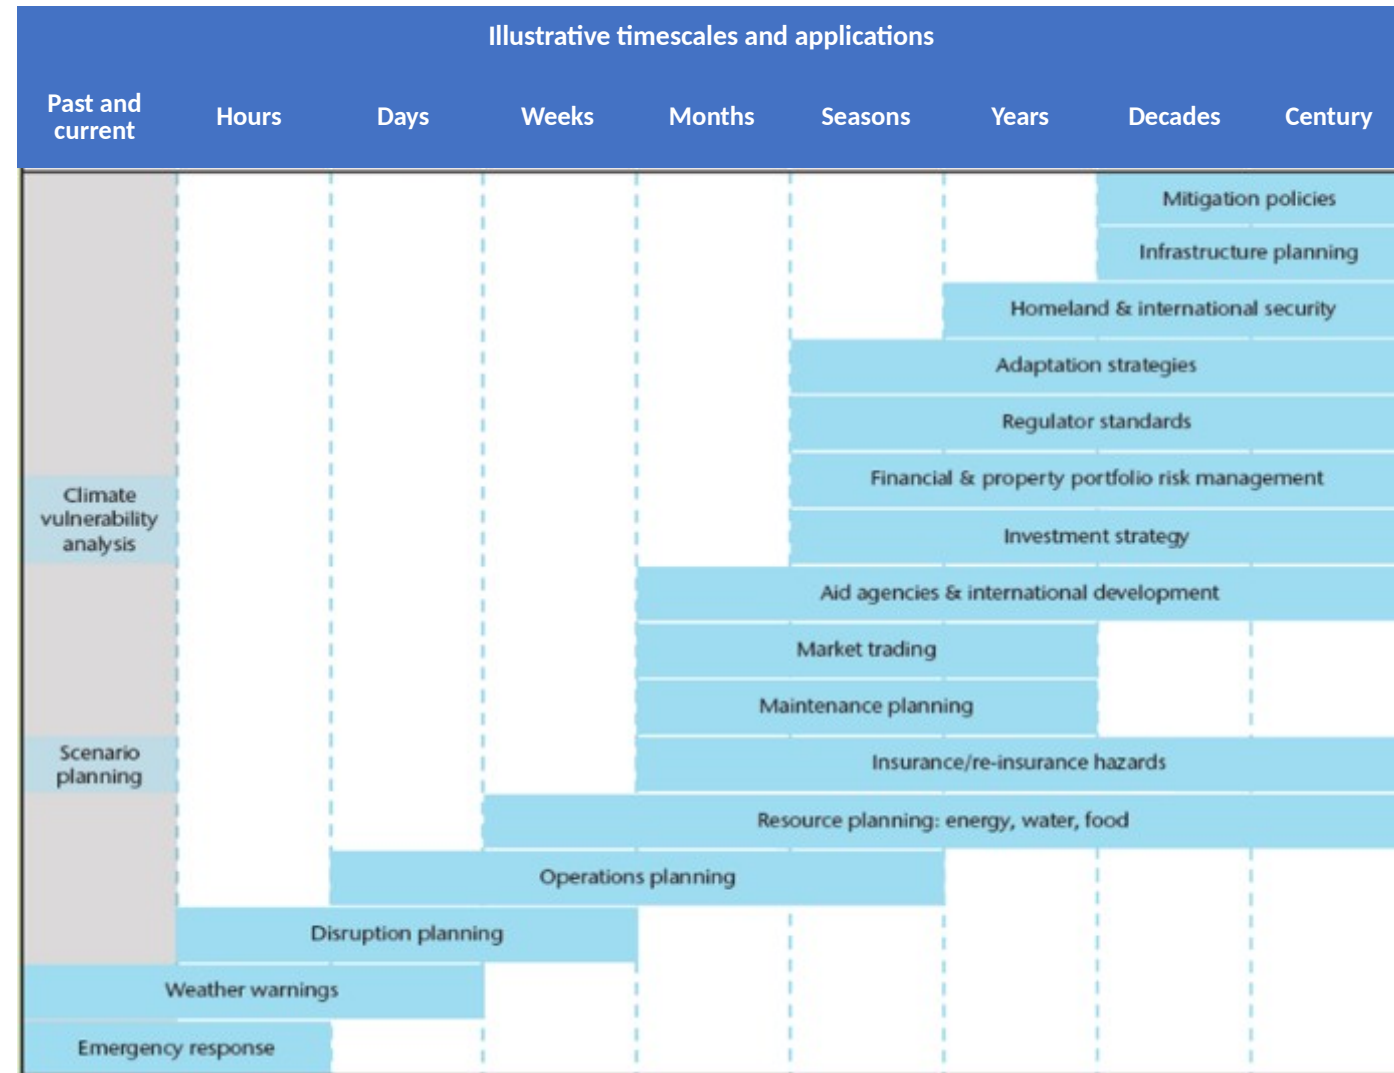 Illustrative timescales and applications
Past and
current
Hours
Days
Weeks
Months
Seasons
Years
Decades
Century
Mitigation policies
Infrastructure planning
Homeland & international security
Adaptation strategies
Regulator standards
Financial & property portfolio risk management
Climate
vulnerability
analysis
Investment strategy
Aid agencies & international development
Market trading
Maintenance planning
Scenario
planning
Insurance/re-insurance hazards
Resource planning: energy, water, food
Operations planning
Disruption planning
Weather warnings
Emergency response